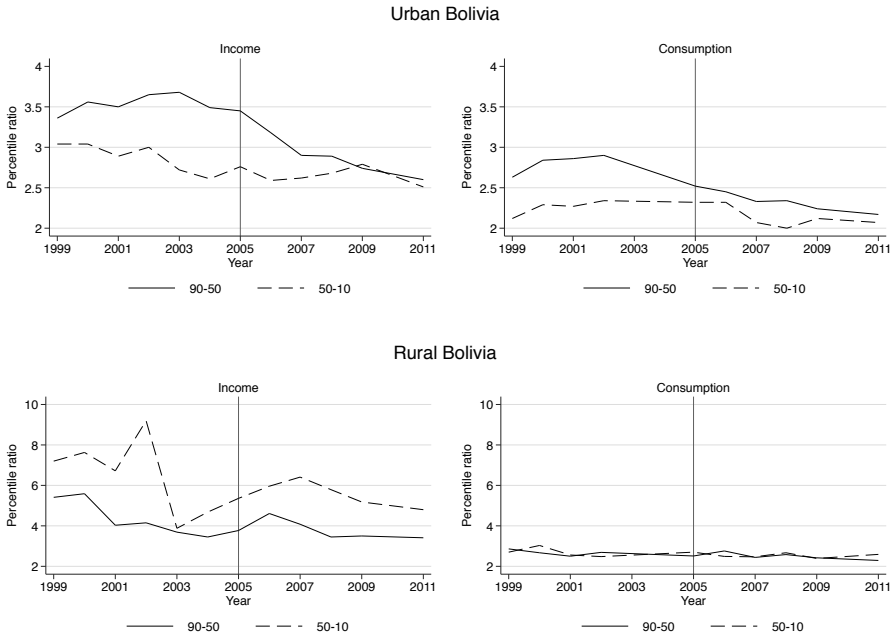 Urban Bolivia
Income
Percentile ratio
4
3.5
3
2.5
2
1999 2001 2003 2005 2007 2009 2011
Year
90-50 50-10
Consumption
Percentile ratio
4
3.5
3
2.5
2
1999 2001 2003 2005 2007 2009 2011
Year
90-50 50-10
Rural Bolivia
Income
Percentile ratio
10
8
6
4
2
1999 2001 2003 2005 2007 2009 2011
Year
90-50 50-10
Consumption
Percentile ratio
10
8
6
4
2
1999 2001 2003 2005 2007 2009 2011
Year
90-50 50-10